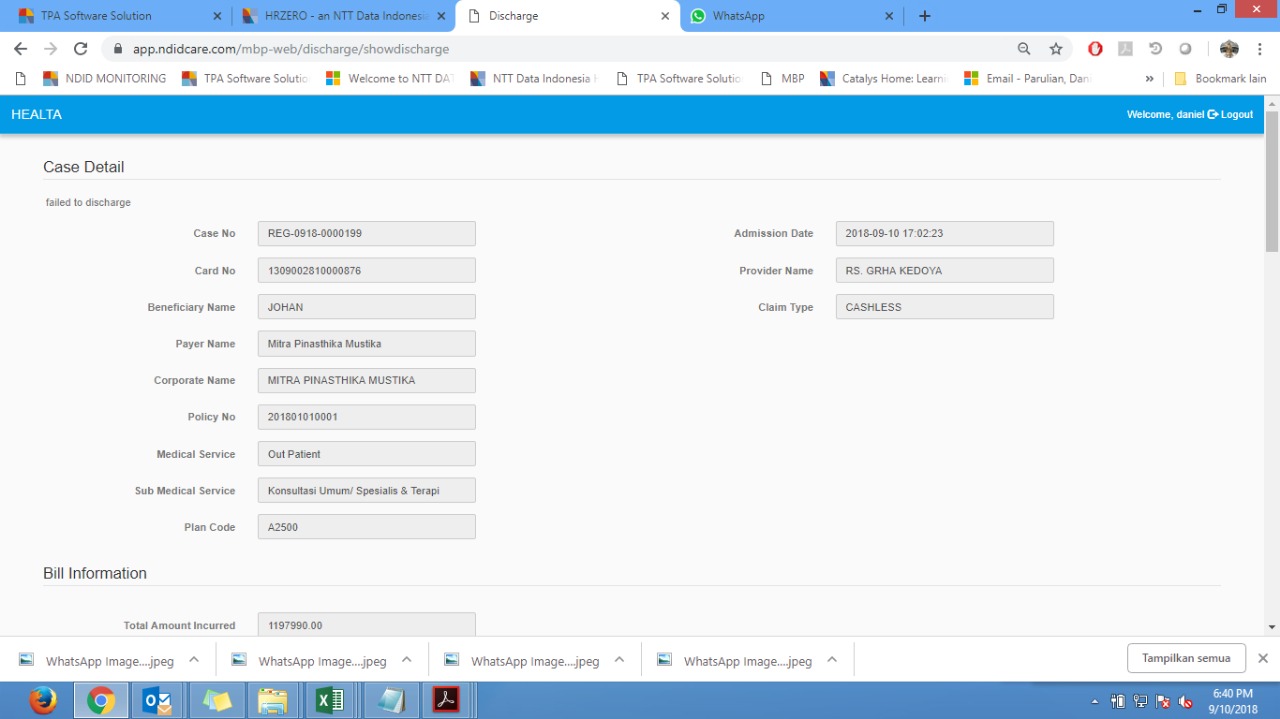 TPA Software Solution
HRZERO - an NTT Data Indonesia
Discharge
WhatsApp
app.ndidcare.com/mbp-web/discharge/showdischarge
NDID MONITORING
TPA Software Solutio
Welcome to NTT DAT
NTT Data Indonesia H
TPA Software Solutio
MBP
Catalys Home: Learni
Email - Parulian, Dan
»
Bookmark lain
HEALTA
Welcome, daniel Logout
Case Detail
failed to discharge
Case No REG-0918-0000199
Admission Date 2018-09-10 17:02:23
Card No 1309002810000876
Provider Name RS. GRHA KEDOYA
Beneficiary Name JOHAN
Claim Type CASHLESS
Payer Name Mitra Pinasthika Mustika
Corporate Name MITRA PINASTHIKA MUSTIKA
Policy No 201801010001
Medical Service Out Patient
Sub Medical Service Konsultasi Umum/ Spesialis & Terapi
Plan Code A2500
Bill Information
Total Amount Incurred 1197990.00
WhatsApp Image....jpeg
WhatsApp Image....jpeg
WhatsApp Image....jpeg
WhatsApp Image....jpeg
Tampilkan semua
6:40 PM
9/10/2018